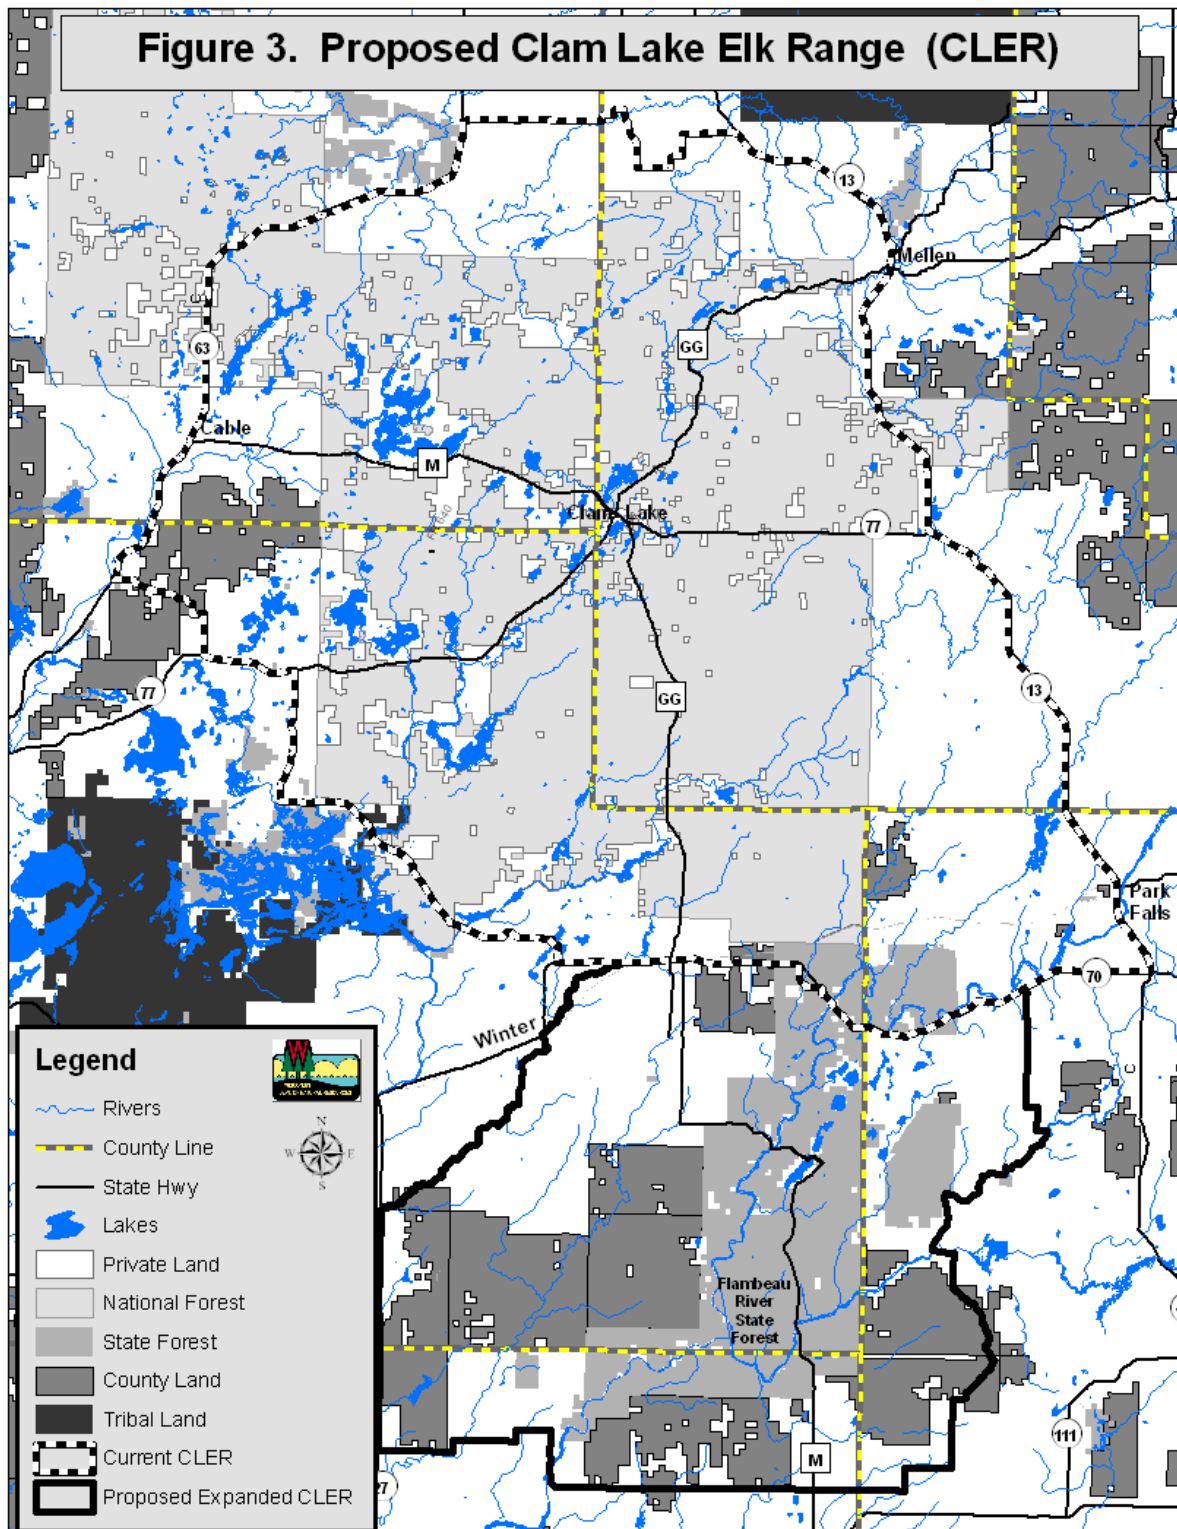 Figure 3. Proposed Clam Lake Elk Range (CLER)
13
Mellen
GG
63
Cable
M
Clam Lake
77
GG
13
77
Park
Falls
70
Winter
C
Flambeau
River
State
Forest
111
M
27
Legend
W
N
W E
S
Rivers
County Line
State Hwy
Lakes
Private Land
National Forest
State Forest
County Land
Tribal Land
Current CLER
Proposed Expanded CLER